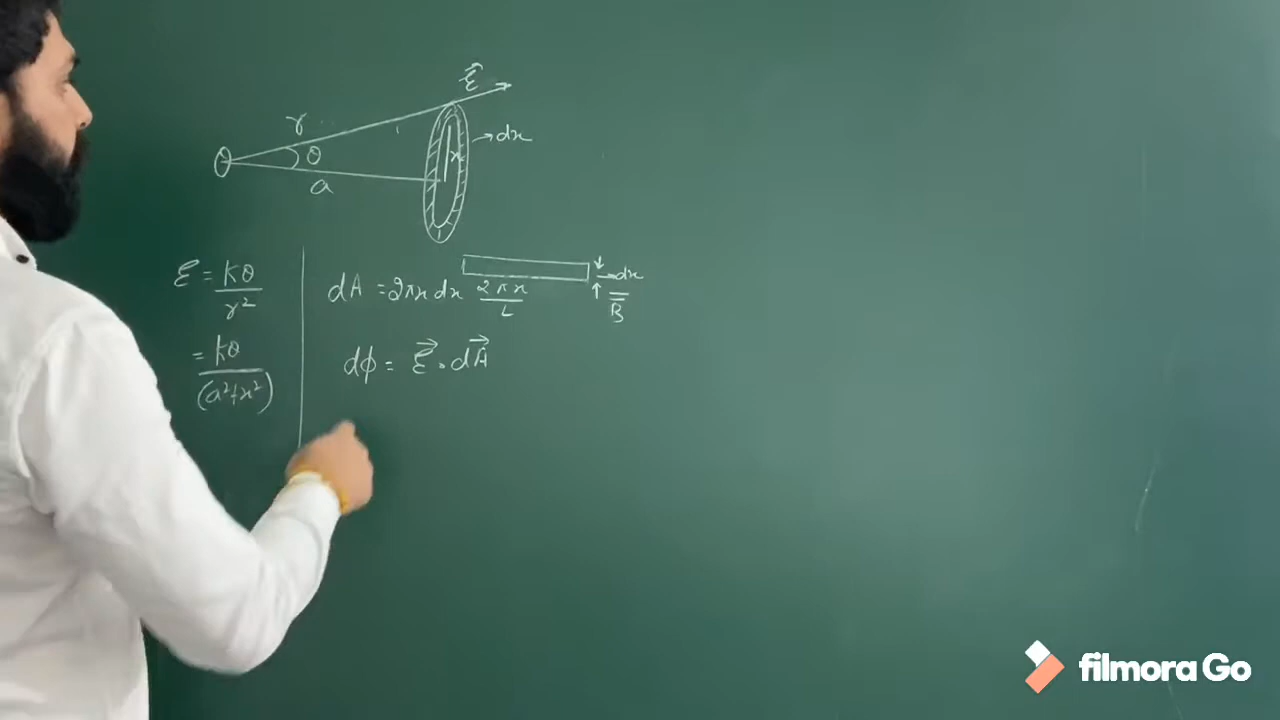 E⃗
r
θ
x → dx
a
θ
E = kθ / r²
= kθ / (a²+x²)
dA = 2πx dx
2πx
L
dx
B
dϕ = E⃗ · dA⃗
filmora Go